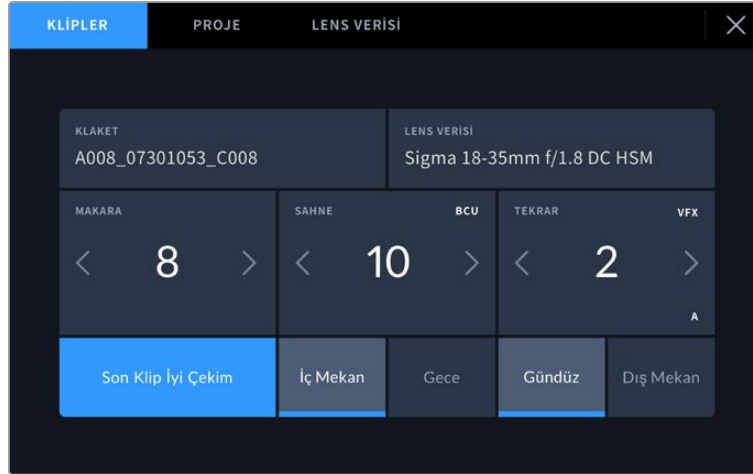 KLİPLER PROJE LENS VERİSİ
KLAKET LENS VERİSİ
A008_07301053_C008 Sigma 18-35mm f/1.8 DC HSM
MAKARA SAHNE BCU TEKRAR VFX
8 10 2
A
Son Klip İyi Çekim İç Mekan Gece Gündüz Dış Mekan